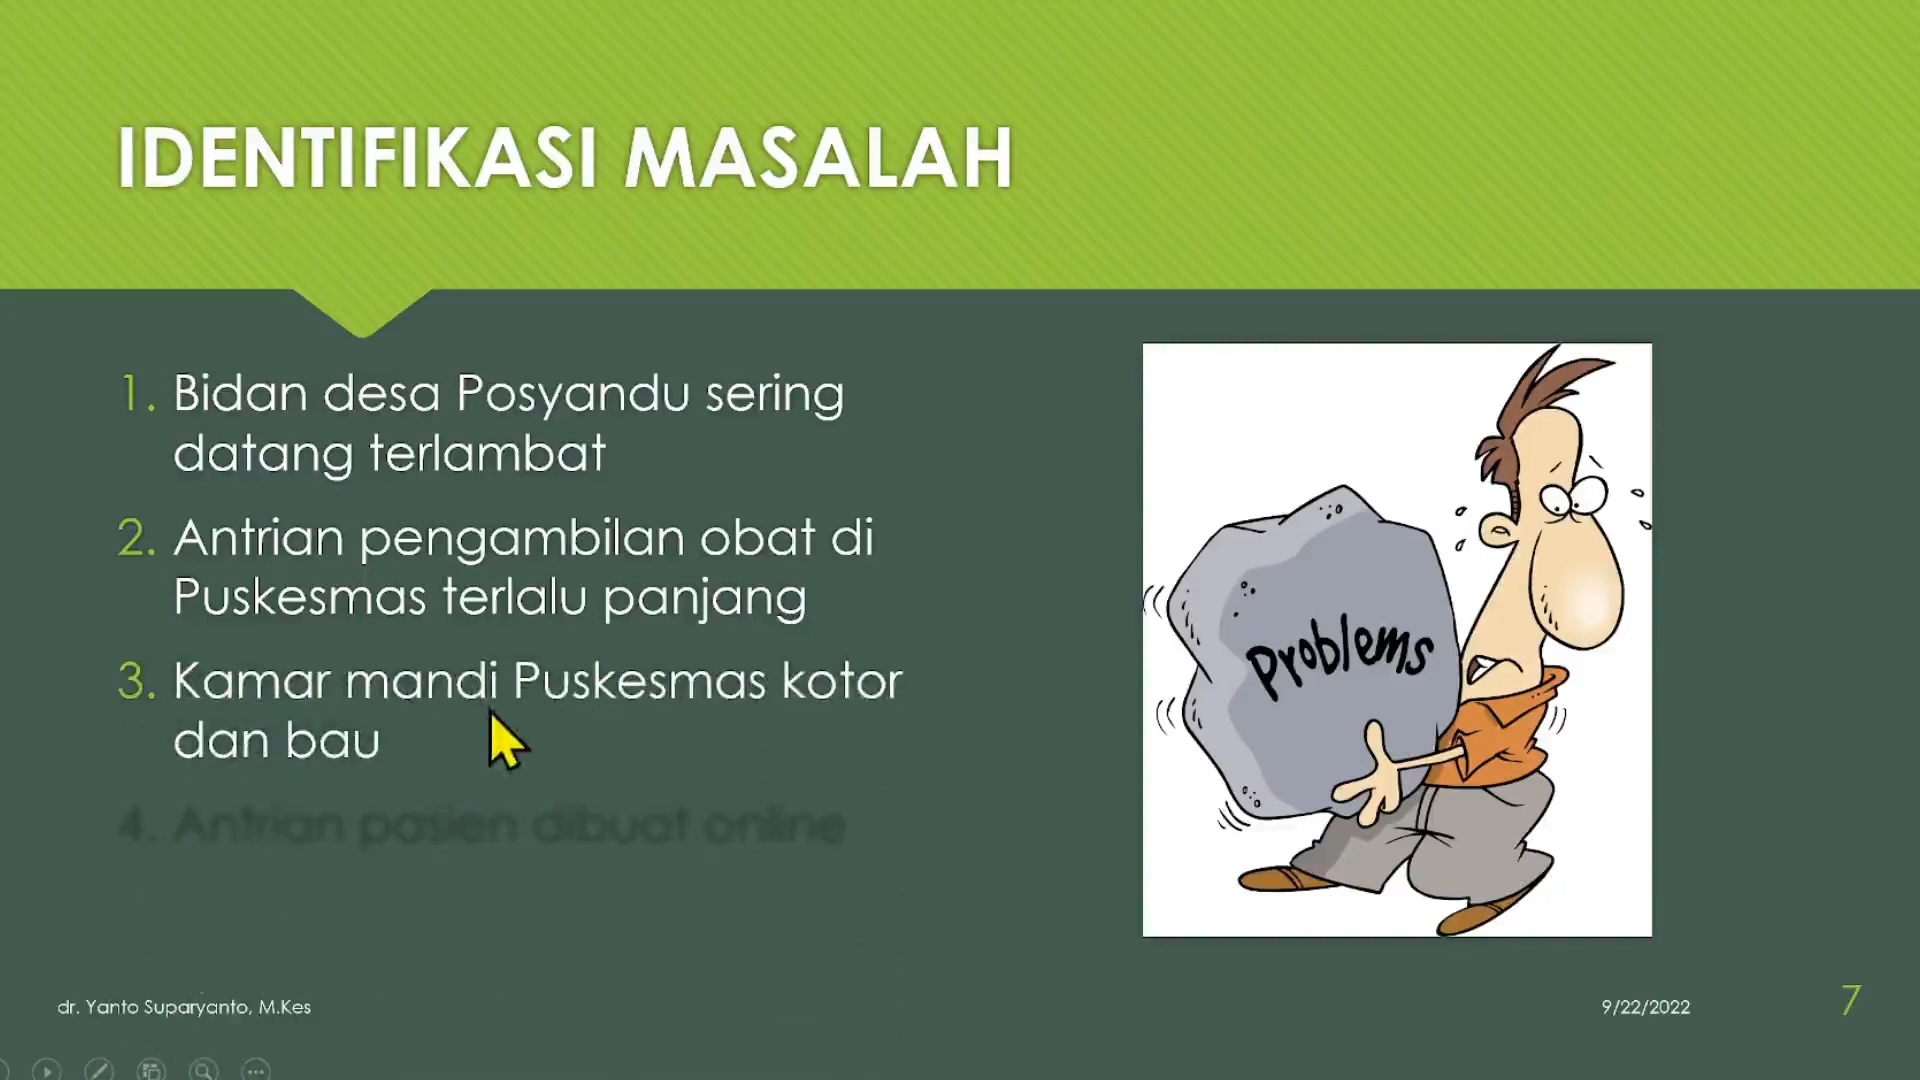 IDENTIFIKASI MASALAH
1. Bidan desa Posyandu sering
datang terlambat
2. Antrian pengambilan obat di
Puskesmas terlalu panjang
3. Kamar mandi Puskesmas kotor
dan bau
4. Antrian pasien dibuat online
Problems
dr. Yanto Suparyanto, M.Kes
9/22/2022
7